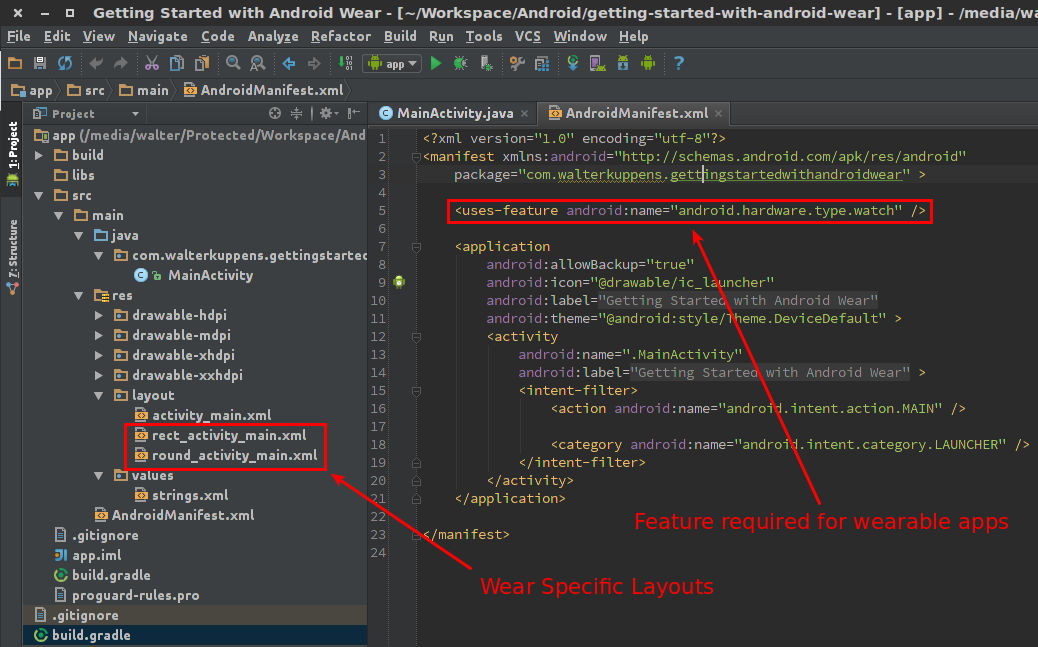 Getting Started with Android Wear - [~/Workspace/Android/getting-started-with-android-wear] - [app] - /media/wa
File Edit View Navigate Code Analyze Refactor Build Run Tools VCS Window Help
app
app src main AndroidManifest.xml
Project
MainActivity.java AndroidManifest.xml
1: Project
7: Structure
app (/media/walter/Protected/Workspace/And
build
libs
src
main
java
com.walterkuppens.gettingstarted
MainActivity
res
drawable-hdpi
drawable-mdpi
drawable-xhdpi
drawable-xxhdpi
layout
activity_main.xml
rect_activity_main.xml
round_activity_main.xml
values
strings.xml
AndroidManifest.xml
.gitignore
app.iml
build.gradle
proguard-rules.pro
.gitignore
build.gradle
1 <?xml version="1.0" encoding="utf-8"?>
2 <manifest xmlns:android="http://schemas.android.com/apk/res/android"
3 package="com.walterkuppens.gettingstartedwithandroidwear" >
4
5 <uses-feature android:name="android.hardware.type.watch" />
6
7 <application
8 android:allowBackup="true"
9 android:icon="@drawable/ic_launcher"
10 android:label="Getting Started with Android Wear"
11 android:theme="@android:style/Theme.DeviceDefault" >
12 <activity
13 android:name=".MainActivity"
14 android:label="Getting Started with Android Wear" >
15 <intent-filter>
16 <action android:name="android.intent.action.MAIN" />
17
18 <category android:name="android.intent.category.LAUNCHER" />
19 </intent-filter>
20 </activity>
21 </application>
22
23 </manifest>
24
Feature required for wearable apps
Wear Specific Layouts